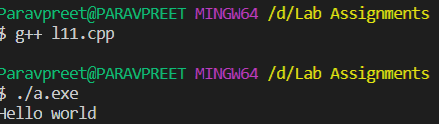 Paravpreet@PARAVPREET MINGW64 /d/Lab Assignments
$ g++ l11.cpp
Paravpreet@PARAVPREET MINGW64 /d/Lab Assignments
$ ./a.exe
Hello world